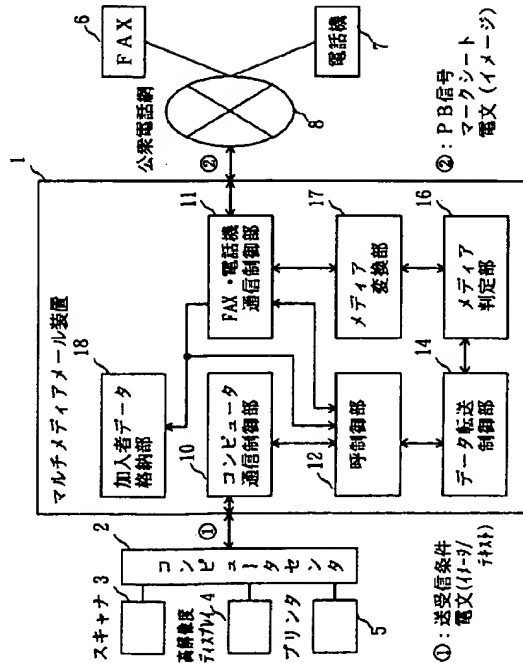 マルチメディアメール装置
1
18
加入者データ
格納部
11
FAX・電話機
通信制御部
10
コンピュータ
通信制御部
12
呼制御部
17
メディア
変換部
14
データ転送
制御部
16
メディア
判定部
スキャナ 3
高解像度
ディスプレイ 4
プリンタ
5
2
コンピュータセンタ
①
公衆電話網
②
8
6
FAX
電話機
7
①:送受信条件
電文(イメージ/
テキスト)
②:PB信号
マークシート
電文(イメージ)